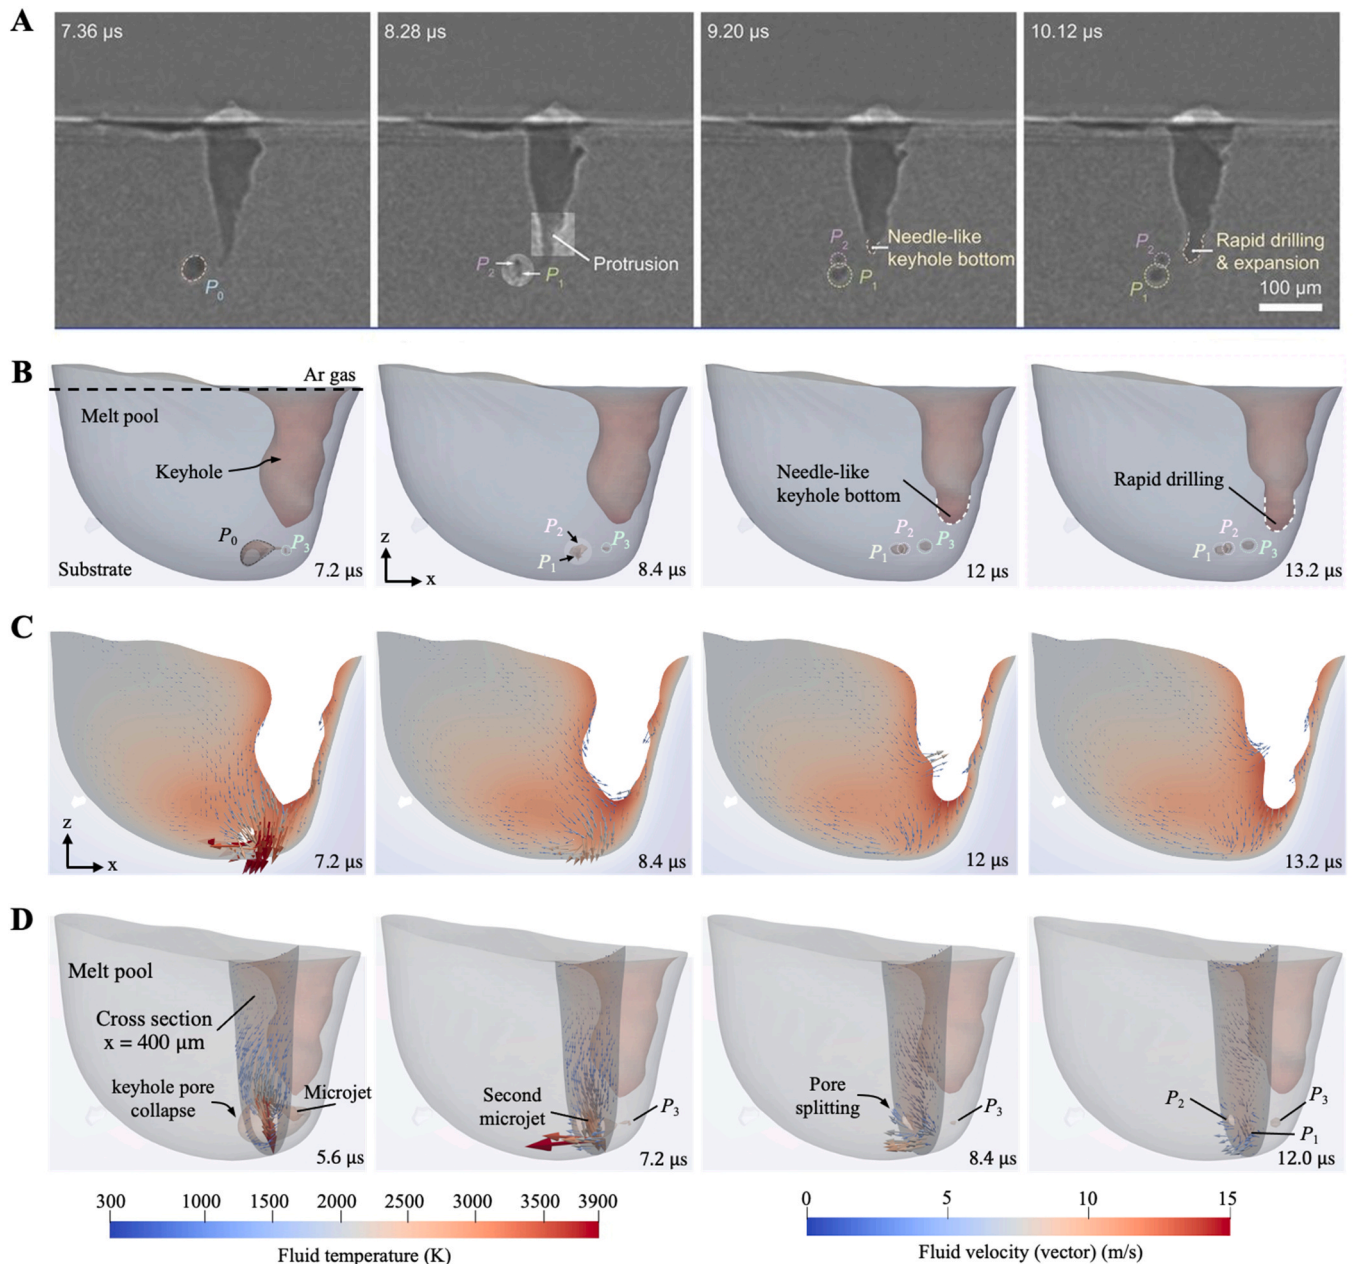 A
7.36 µs
8.28 µs
9.20 µs
10.12 µs
P0
P2
P1
Protrusion
P2
Needle-like
keyhole bottom
P1
P2
Rapid drilling
& expansion
P1
100 µm
B
Ar gas
Melt pool
Keyhole
P0
P3
Substrate
7.2 µs
P2
P1
P3
z
x
8.4 µs
Needle-like
keyhole bottom
P2
P1
P3
12 µs
Rapid drilling
P2
P1
P3
13.2 µs
C
z
x
7.2 µs
8.4 µs
12 µs
13.2 µs
D
Melt pool
Cross section
x = 400 µm
keyhole pore
collapse
Microjet
5.6 µs
Second
microjet
P3
7.2 µs
Pore
splitting
P3
8.4 µs
P2
P3
P1
12.0 µs
300 1000 1500 2000 2500 3000 3500 3900
Fluid temperature (K)
0 5 10 15
Fluid velocity (vector) (m/s)